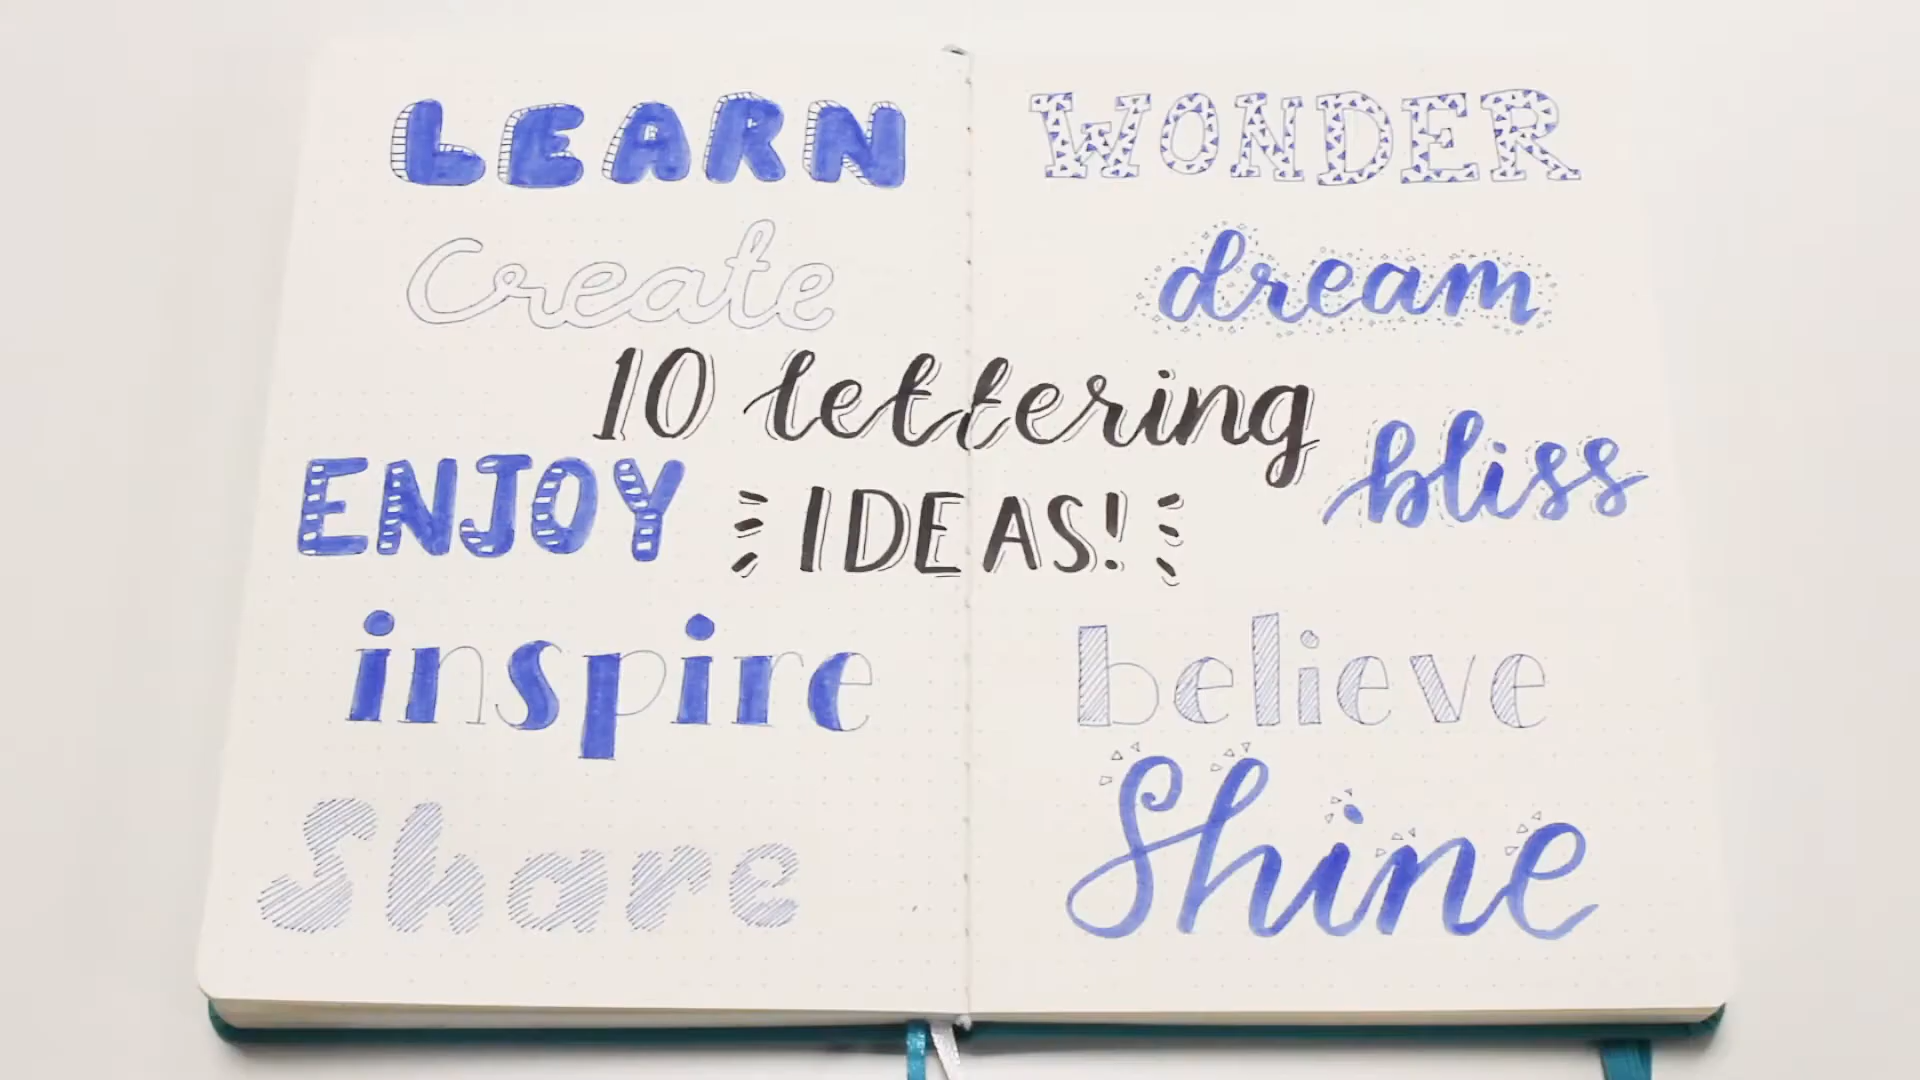 LEARN
WONDER
Create
dream
10 lettering
IDEAS!
ENJOY
bliss
inspire
believe
Share
Shine